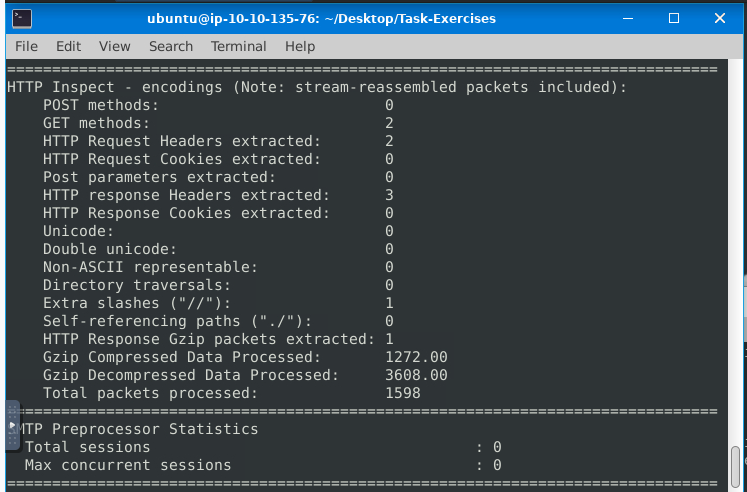 ubuntu@ip-10-10-135-76: ~/Desktop/Task-Exercises
File Edit View Search Terminal Help
===============================================================================
HTTP Inspect - encodings (Note: stream-reassembled packets included):
POST methods: 0
GET methods: 2
HTTP Request Headers extracted: 2
HTTP Request Cookies extracted: 0
Post parameters extracted: 0
HTTP response Headers extracted: 3
HTTP Response Cookies extracted: 0
Unicode: 0
Double unicode: 0
Non-ASCII representable: 0
Directory traversals: 0
Extra slashes ("//"): 1
Self-referencing paths ("./"): 0
HTTP Response Gzip packets extracted: 1
Gzip Compressed Data Processed: 1272.00
Gzip Decompressed Data Processed: 3608.00
Total packets processed: 1598
===============================================================================
SMTP Preprocessor Statistics
Total sessions : 0
Max concurrent sessions : 0
===============================================================================